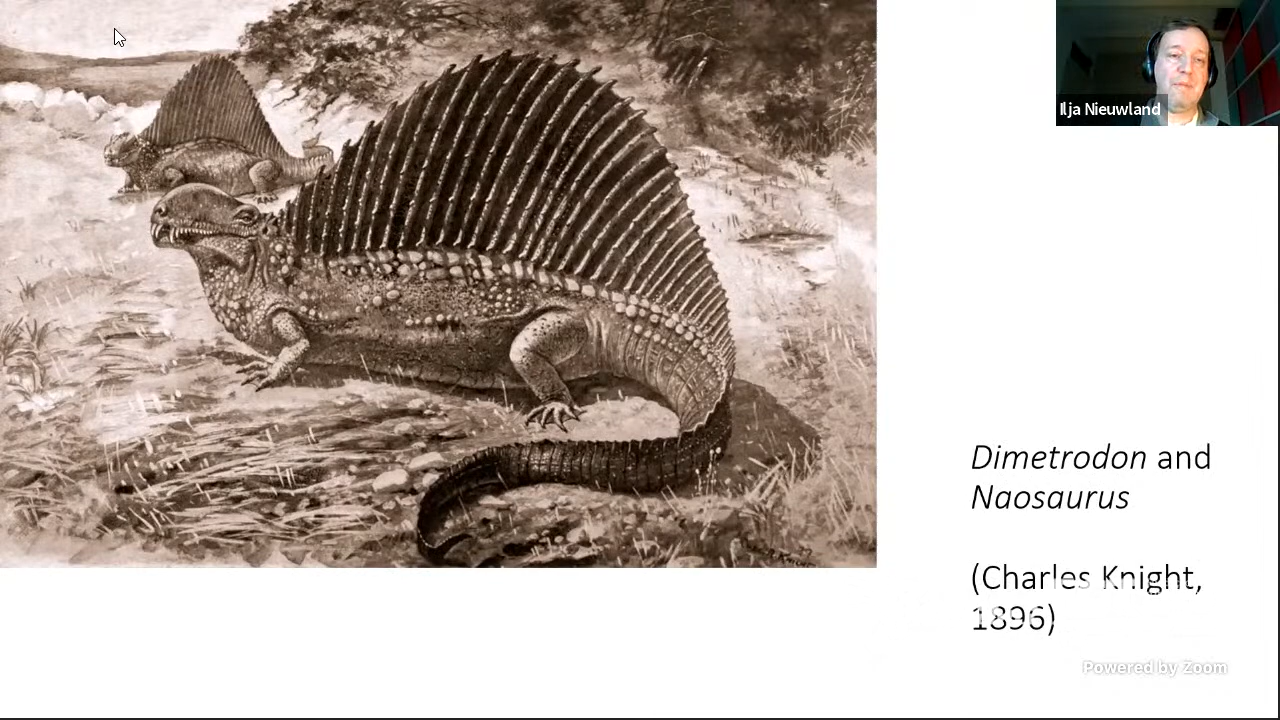 Ilja Nieuwland
Dimetrodon and
Naosaurus
(Charles Knight,
1896)
Powered by Zoom